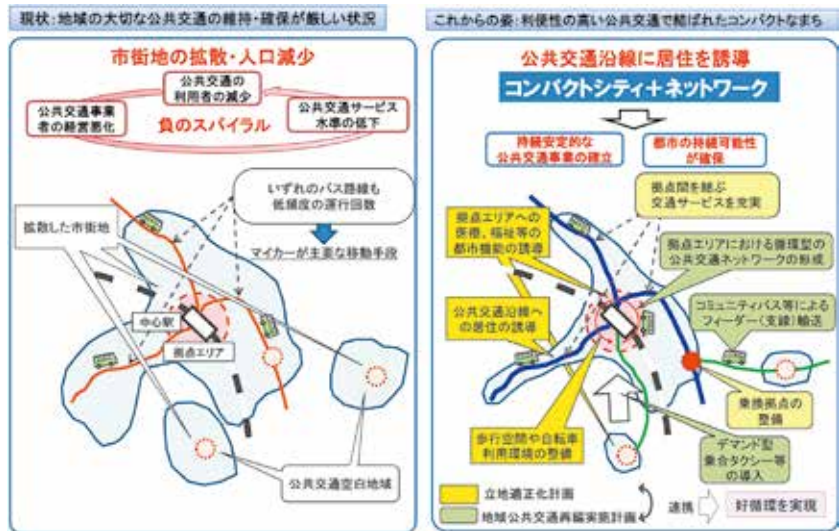 現状:地域の大切な公共交通の維持・確保が厳しい状況
市街地の拡散・人口減少
公共交通の
利用者の減少
公共交通事業
者の経営悪化
負のスパイラル
公共交通サービス
水準の低下
いずれのバス路線も
低頻度の運行回数
マイカーが主要な移動手段
拡散した市街地
中心駅
拠点エリア
公共交通空白地域
これからの姿:利便性の高い公共交通で結ばれたコンパクトなまち
公共交通沿線に居住を誘導
コンパクトシティ+ネットワーク
持続安定的な
公共交通事業の確立
都市の持続可能性
が確保
拠点間を結ぶ
交通サービスを充実
拠点エリアへの
医療、福祉等の
都市機能の誘導
拠点エリアにおける循環型の
公共交通ネットワークの形成
公共交通沿線へ
の居住の誘導
コミュニティバス等による
フィーダー(支線)輸送
乗換拠点の
整備
歩行空間や自転車
利用環境の整備
デマンド型
乗合タクシー等
の導入
立地適正化計画
地域公共交通再編実施計画
連携
好循環を実現